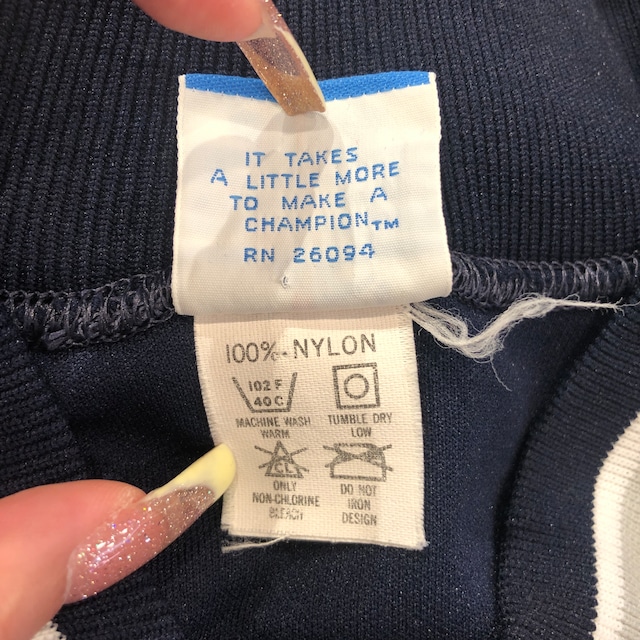 IT TAKES
A LITTLE MORE
TO MAKE A
CHAMPION™
RN 26094
100%-NYLON
102 F
40 C
MACHINE WASH
WARM
TUMBLE DRY
LOW
CL
ONLY
NON-CHLORINE
BLEACH
DO NOT
IRON
DESIGN